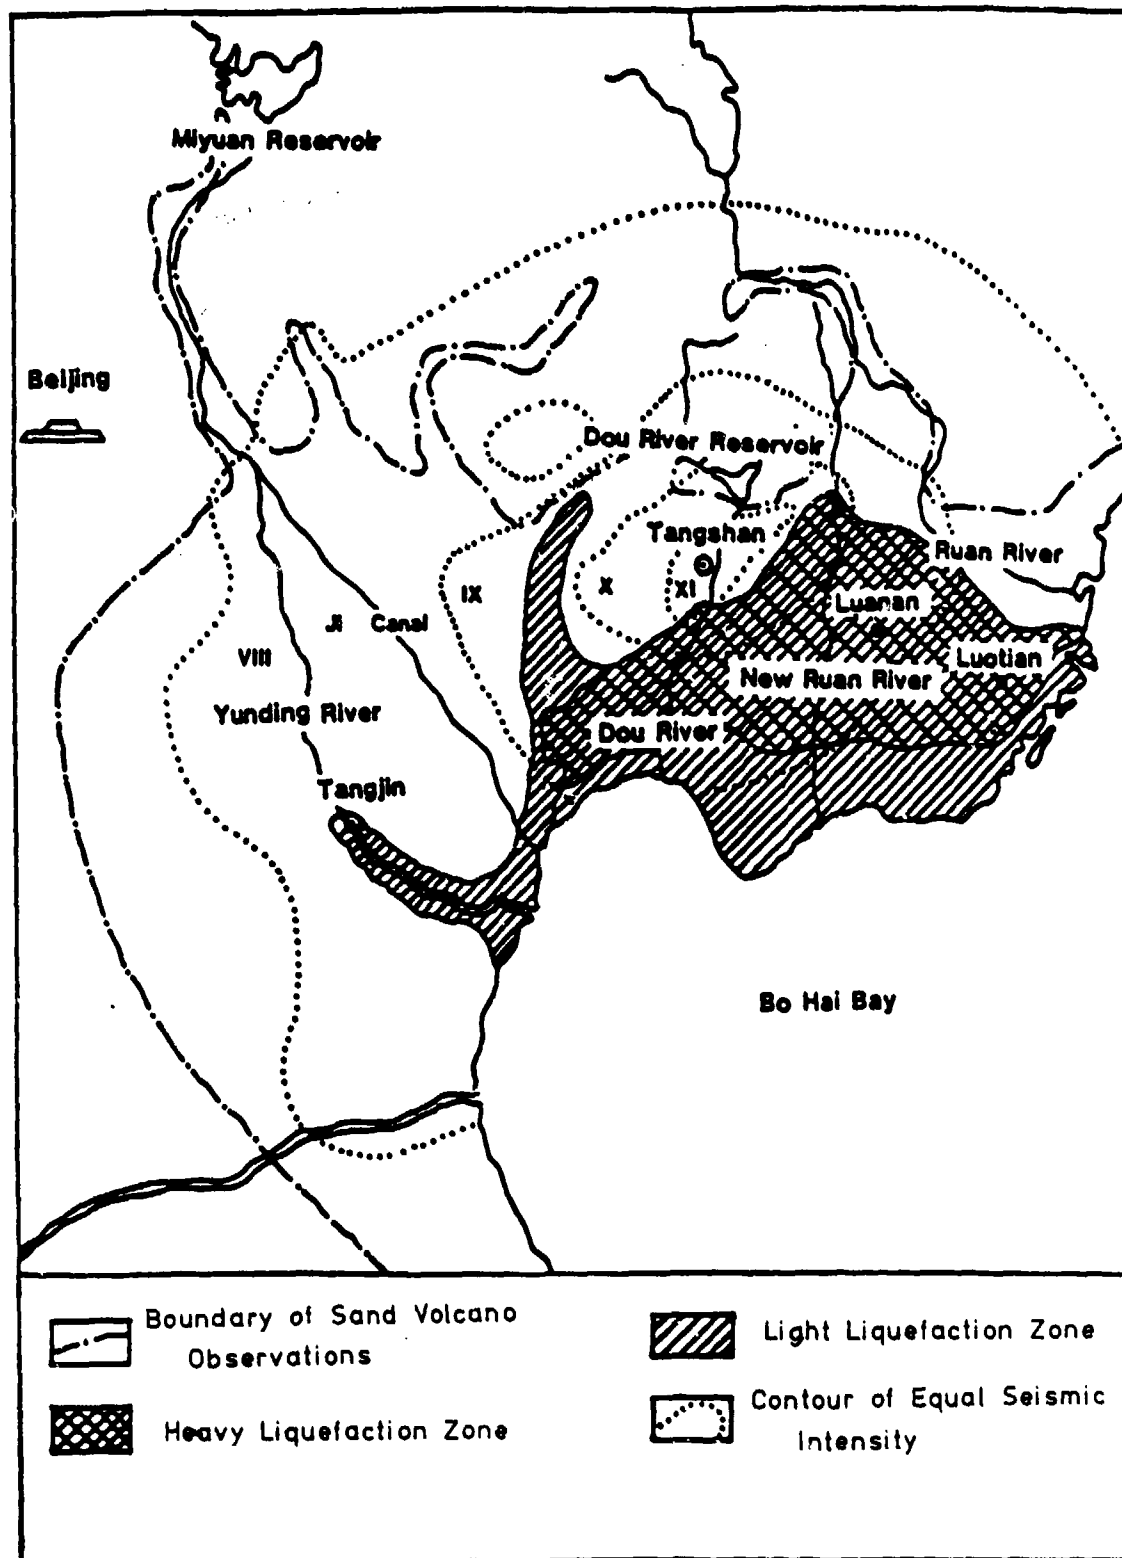 Miyuan Reservoir
Beijing
Dou River Reservoir
Tangshan
Ruan River
IX
X
XI
Luanan
Ji Canal
VIII
Luotian
New Ruan River
Yunding River
Dou River
Tangjin
Bo Hai Bay
Boundary of Sand Volcano
Observations
Light Liquefaction Zone
Heavy Liquefaction Zone
Contour of Equal Seismic
Intensity